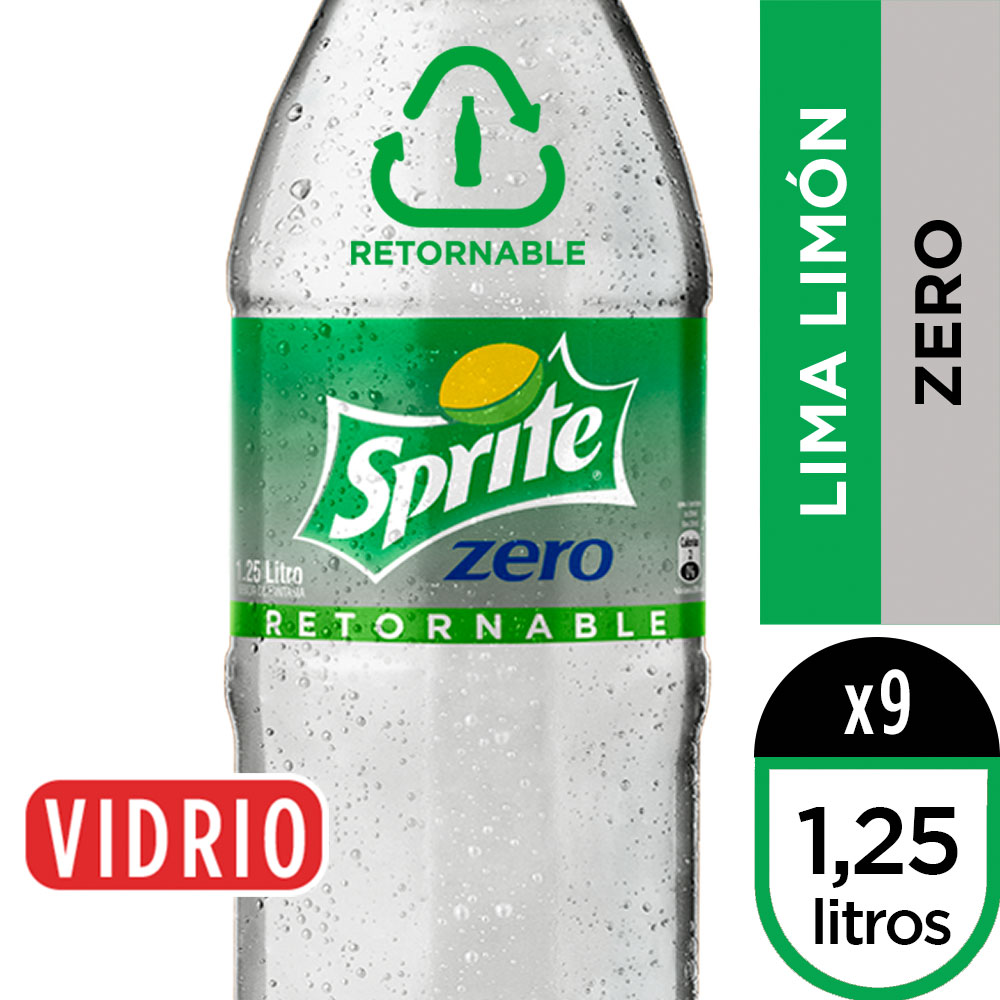 RETORNABLE
Sprite
zero
1.25 Litro
RETORNABLE
LIMA LIMÓN
ZERO
x9
1,25
litros
VIDRIO